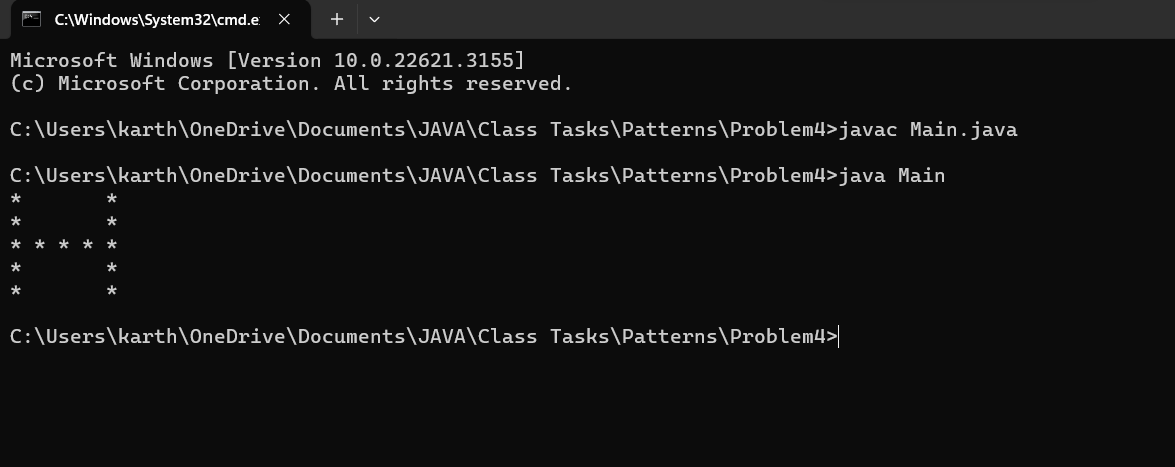 C:\Windows\System32\cmd.e
Microsoft Windows [Version 10.0.22621.3155]
(c) Microsoft Corporation. All rights reserved.
C:\Users\karth\OneDrive\Documents\JAVA\Class Tasks\Patterns\Problem4>javac Main.java
C:\Users\karth\OneDrive\Documents\JAVA\Class Tasks\Patterns\Problem4>java Main
*       *
*       *
* * * * *
*       *
*       *
C:\Users\karth\OneDrive\Documents\JAVA\Class Tasks\Patterns\Problem4>